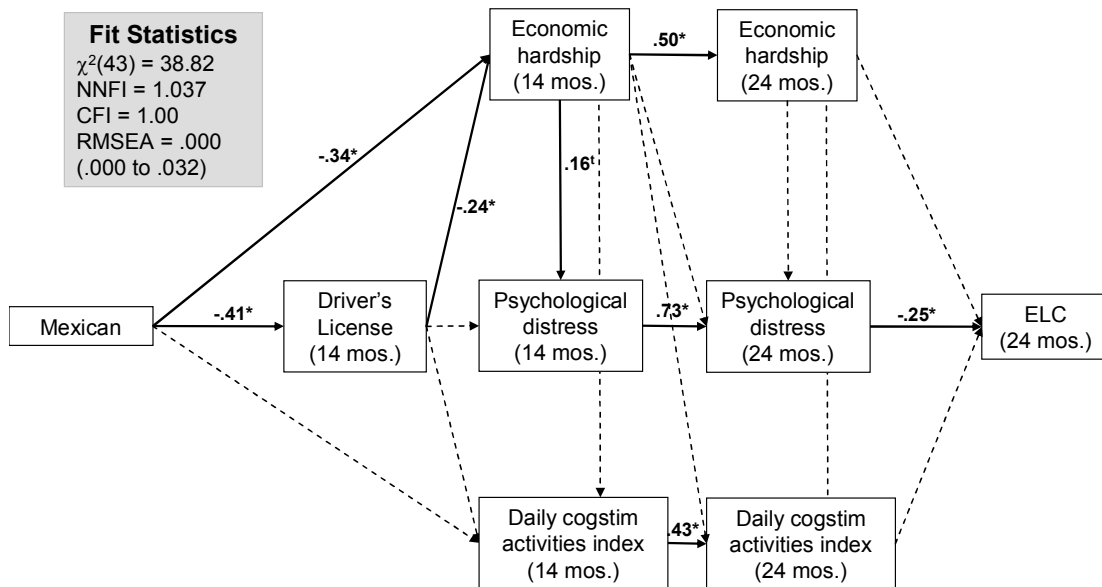 Fit Statistics
χ²(43) = 38.82
NNFI = 1.037
CFI = 1.00
RMSEA = .000
(.000 to .032)
Economic
hardship
(14 mos.)
.50*
Economic
hardship
(24 mos.)
-.34*
-.24*
.16ᵗ
Mexican
-.41*
Driver's
License
(14 mos.)
Psychological
distress
(14 mos.)
.73*
Psychological
distress
(24 mos.)
-.25*
ELC
(24 mos.)
Daily cogstim
activities index
(14 mos.)
.43*
Daily cogstim
activities index
(24 mos.)